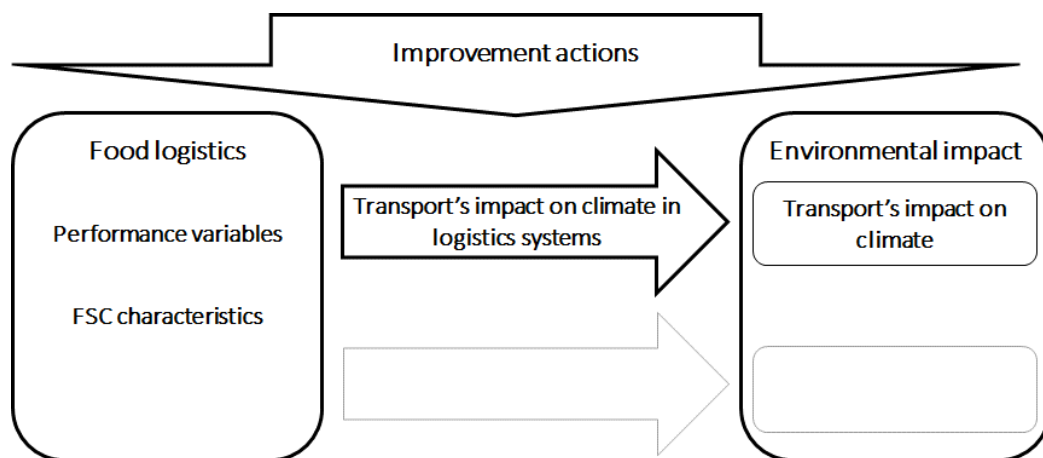 Improvement actions
Food logistics
Performance variables
FSC characteristics
Transport's impact on climate in
logistics systems
Environmental impact
Transport's impact on
climate